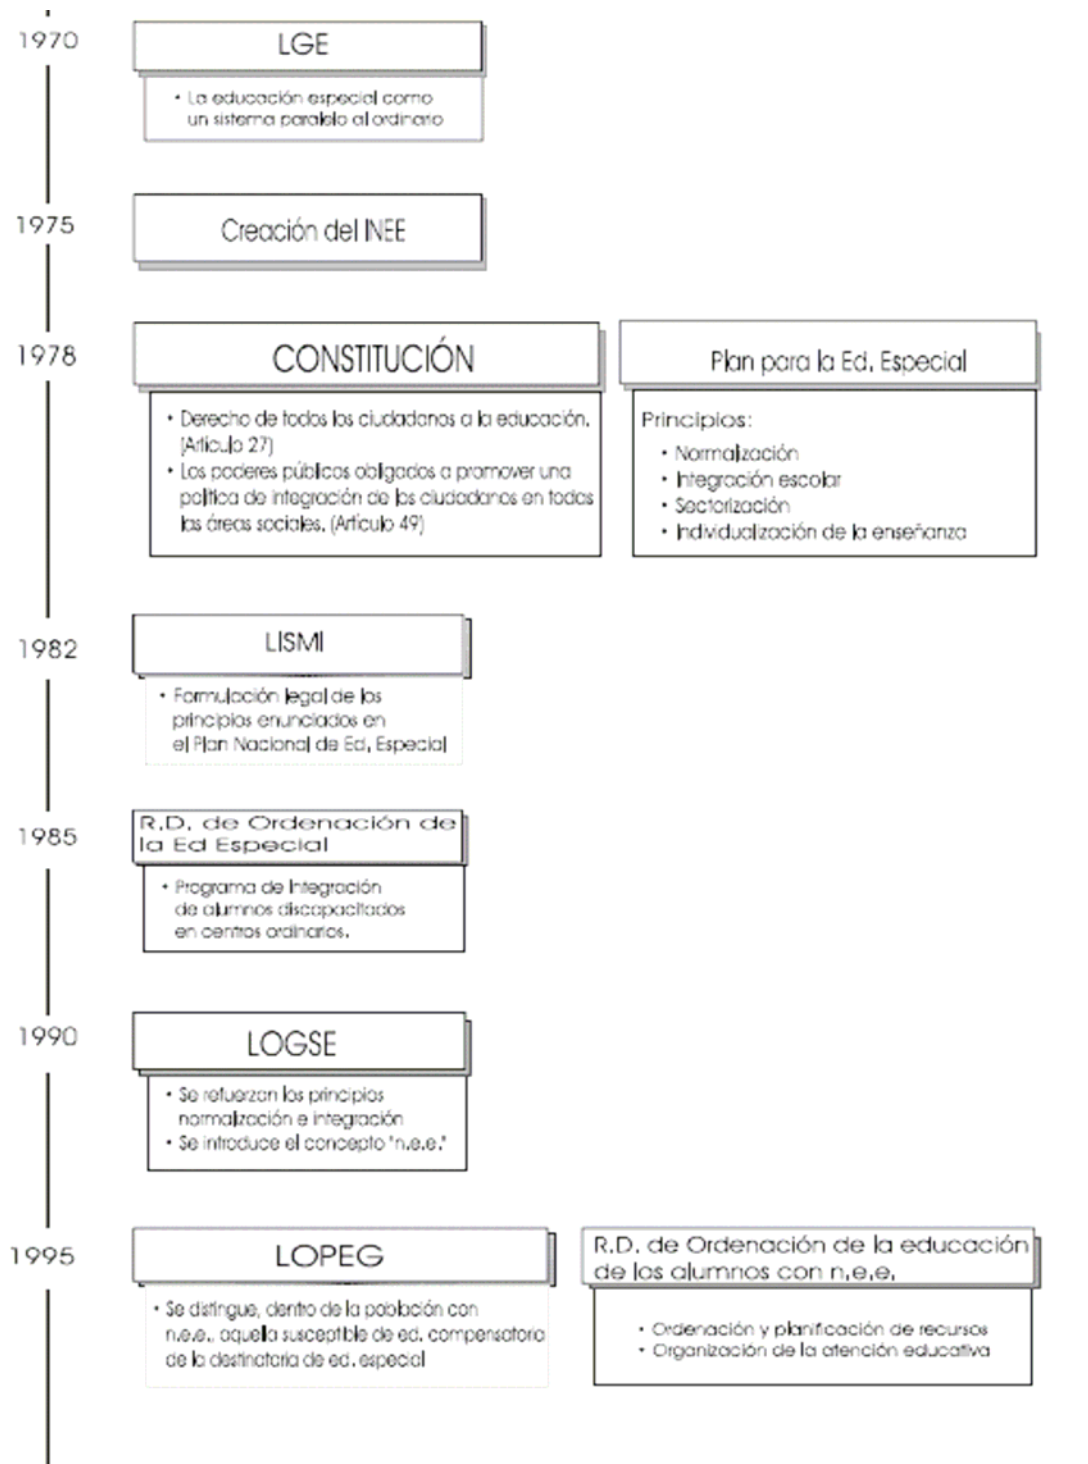 1970
LGE
• La educación especial como
un sistema paralelo al ordinario
1975
Creación del INEE
1978
CONSTITUCIÓN
• Derecho de todos los ciudadanos a la educación.
(Artículo 27)
• Los poderes públicos obligados a promover una
política de integración de los ciudadanos en todas
las áreas sociales. (Artículo 49)
Plan para la Ed. Especial
Principios:
• Normalización
• Integración escolar
• Sectorización
• Individualización de la enseñanza
1982
LISMI
• Formulación legal de los
principios enunciados en
el Plan Nacional de Ed. Especial
1985
R.D. de Ordenación de
la Ed Especial
• Programa de Integración
de alumnos discapacitados
en centros ordinarios.
1990
LOGSE
• Se refuerzan los principios
normalización e integración
• Se introduce el concepto "n.e.e."
1995
LOPEG
• Se distingue, dentro de la población con
n.e.e., aquella susceptible de ed. compensatoria
de la destinataria de ed. especial
R.D. de Ordenación de la educación
de los alumnos con n.e.e.
• Ordenación y planificación de recursos
• Organización de la atención educativa